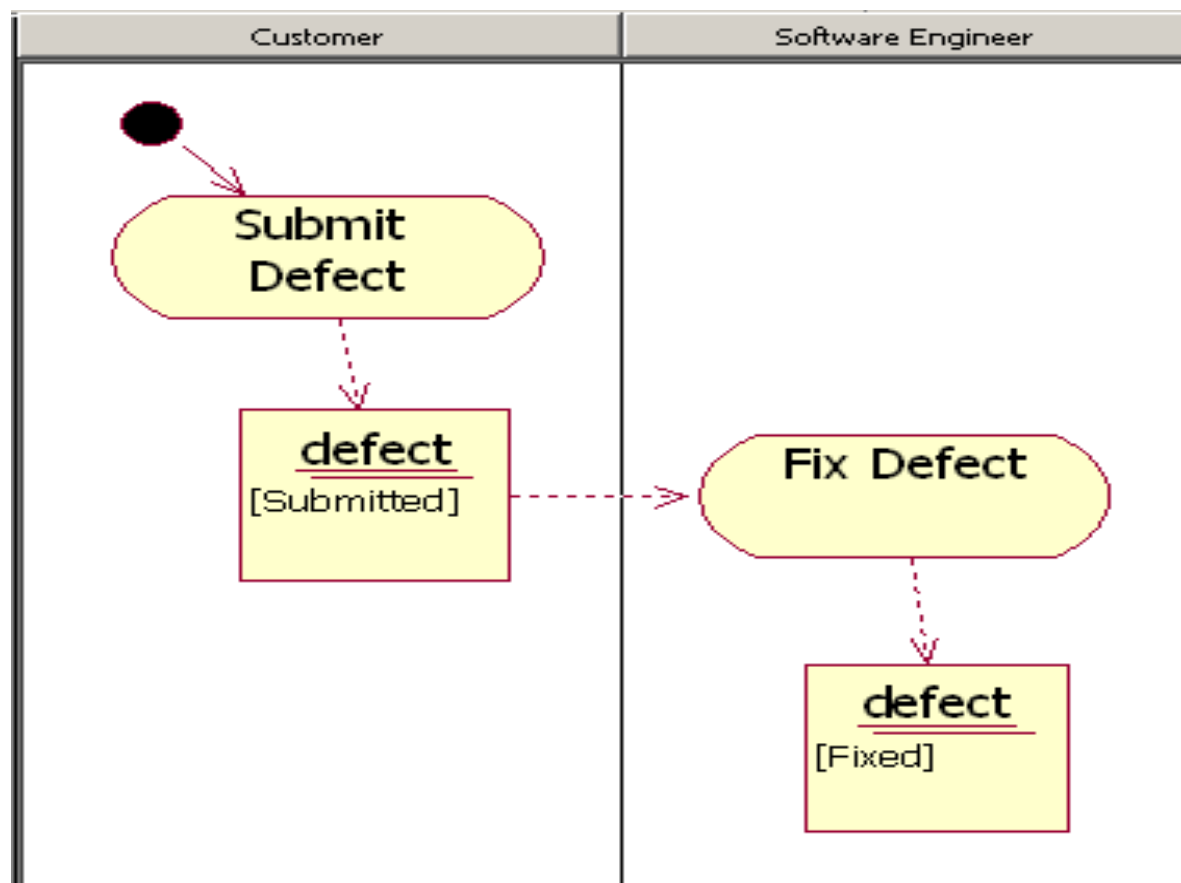 Customer
Software Engineer
Submit
Defect
defect
[Submitted]
Fix Defect
defect
[Fixed]